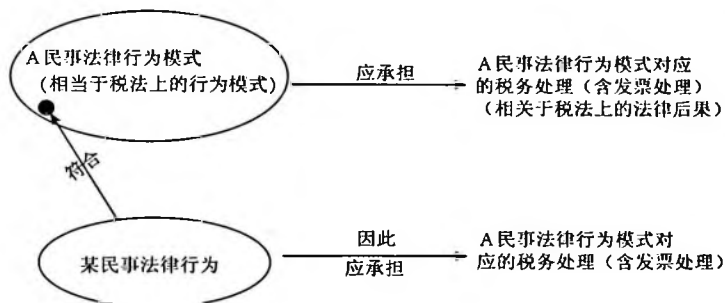 A民事法律行为模式
(相当于税法上的行为模式)
应承担
A民事法律行为模式对应
的税务处理(含发票处理)
(相关于税法上的法律后果)
符合
某民事法律行为
因此
应承担
A民事法律行为模式对
应的税务处理(含发票处理)